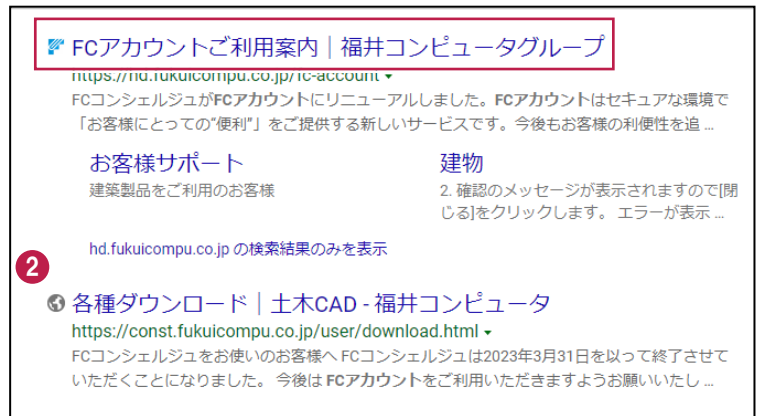 FCアカウントご利用案内｜福井コンピュータグループ
https://hd.fukuicompu.co.jp/fc-account
FCコンシェルジュがFCアカウントにリニューアルしました。FCアカウントはセキュアな環境で
「お客様にとっての“便利”」をご提供する新しいサービスです。今後もお客様の利便性を追 ...
お客様サポート
建築製品をご利用のお客様
建物
2. 確認のメッセージが表示されますので[閉
じる]をクリックします。 エラーが表示 ...
hd.fukuicompu.co.jp の検索結果のみを表示
2
各種ダウンロード｜土木CAD - 福井コンピュータ
https://const.fukuicompu.co.jp/user/download.html
FCコンシェルジュをお使いのお客様へ FCコンシェルジュは2023年3月31日を以って終了させて
いただくことになりました。 今後は FCアカウントをご利用いただきますようお願いいたし ...